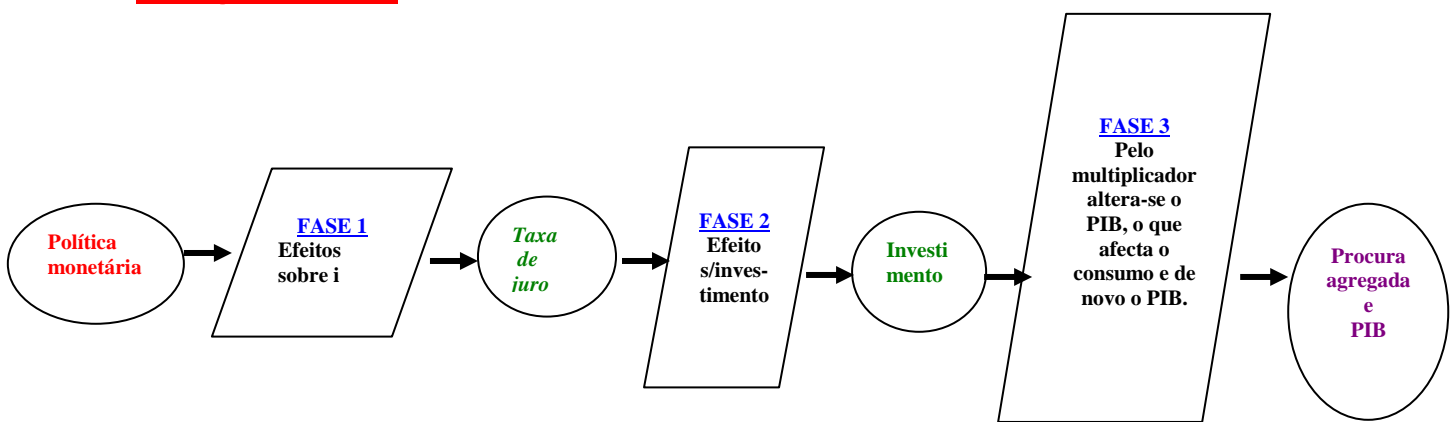 Política
monetária
FASE 1
Efeitos
sobre i
Taxa
de
juro
FASE 2
Efeito
s/inves-
timento
Investi
mento
FASE 3
Pelo
multiplicador
altera-se o
PIB, o que
afecta o
consumo e de
novo o PIB.
Procura
agregada
e
PIB